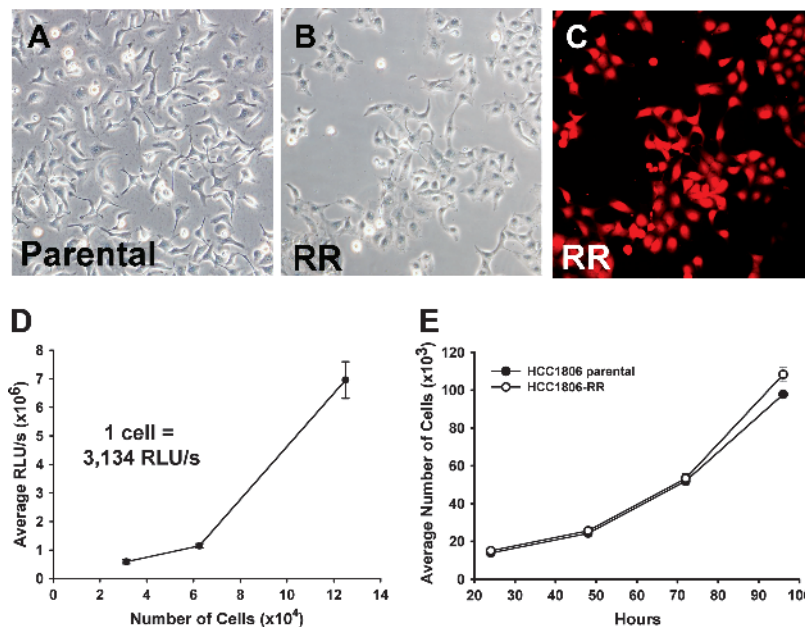 A
Parental
B
RR
C
RR
D
Average RLU/s (x10⁶)
8
7
6
5
4
3
2
1
0
1 cell =
3,134 RLU/s
0 2 4 6 8 10 12 14
Number of Cells (x10⁴)
E
Average Number of Cells (x10³)
120
100
80
60
40
20
0
HCC1806 parental
HCC1806-RR
20 30 40 50 60 70 80 90 100
Hours